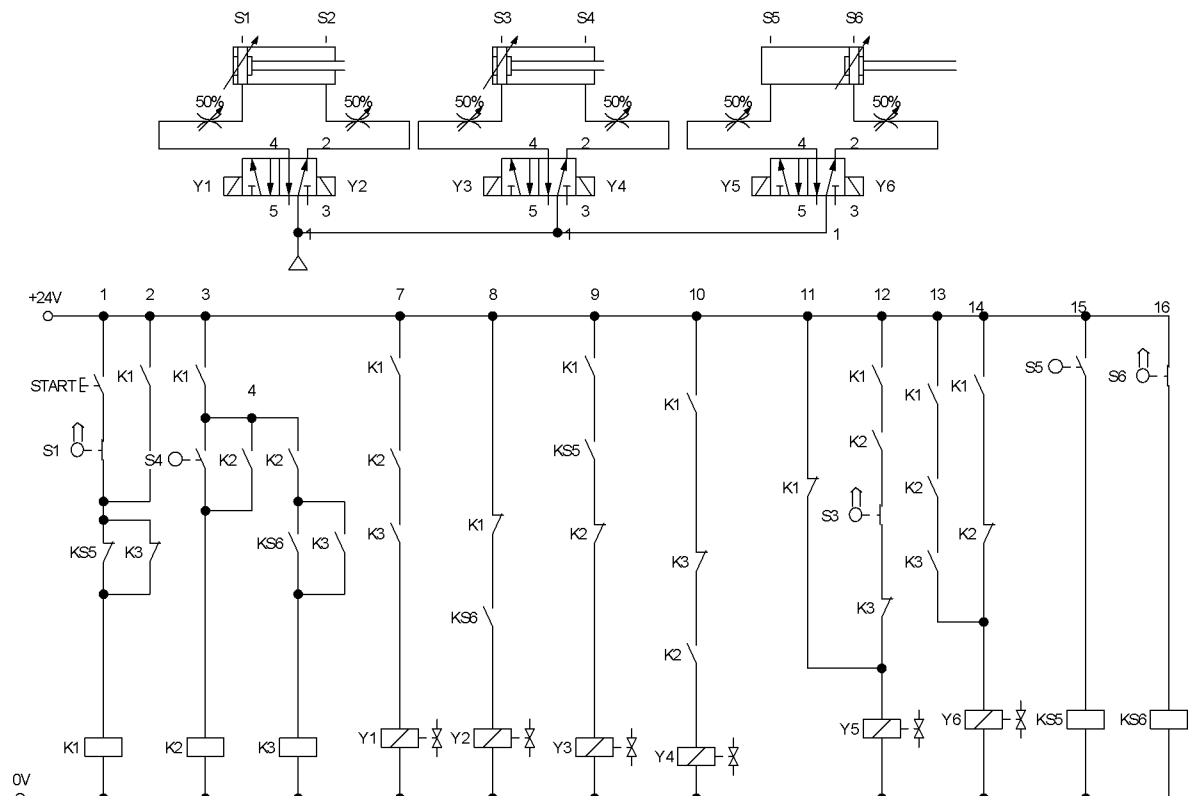 S1 S2 S3 S4 S5 S6
50% 50% 50% 50% 50% 50%
4 2 4 2 4 2
Y1 Y2 Y3 Y4 Y5 Y6
5 3 5 3 5 3
1 1 1
+24V 1 2 3 7 8 9 10 11 12 13 14 15 16
START K1 K1 K1 K1 K1 K1 K1 K1 S5 S6
4
S1 S4 K2 K2 K2 KS5 K1 K2 S3 K2
KS5 K3 KS6 K3 K3 K1 K2 K3 K3 K2
KS6 K2 K3
K1 K2 K3 Y1 Y2 Y3 Y4 Y5 Y6 KS5 KS6
0V